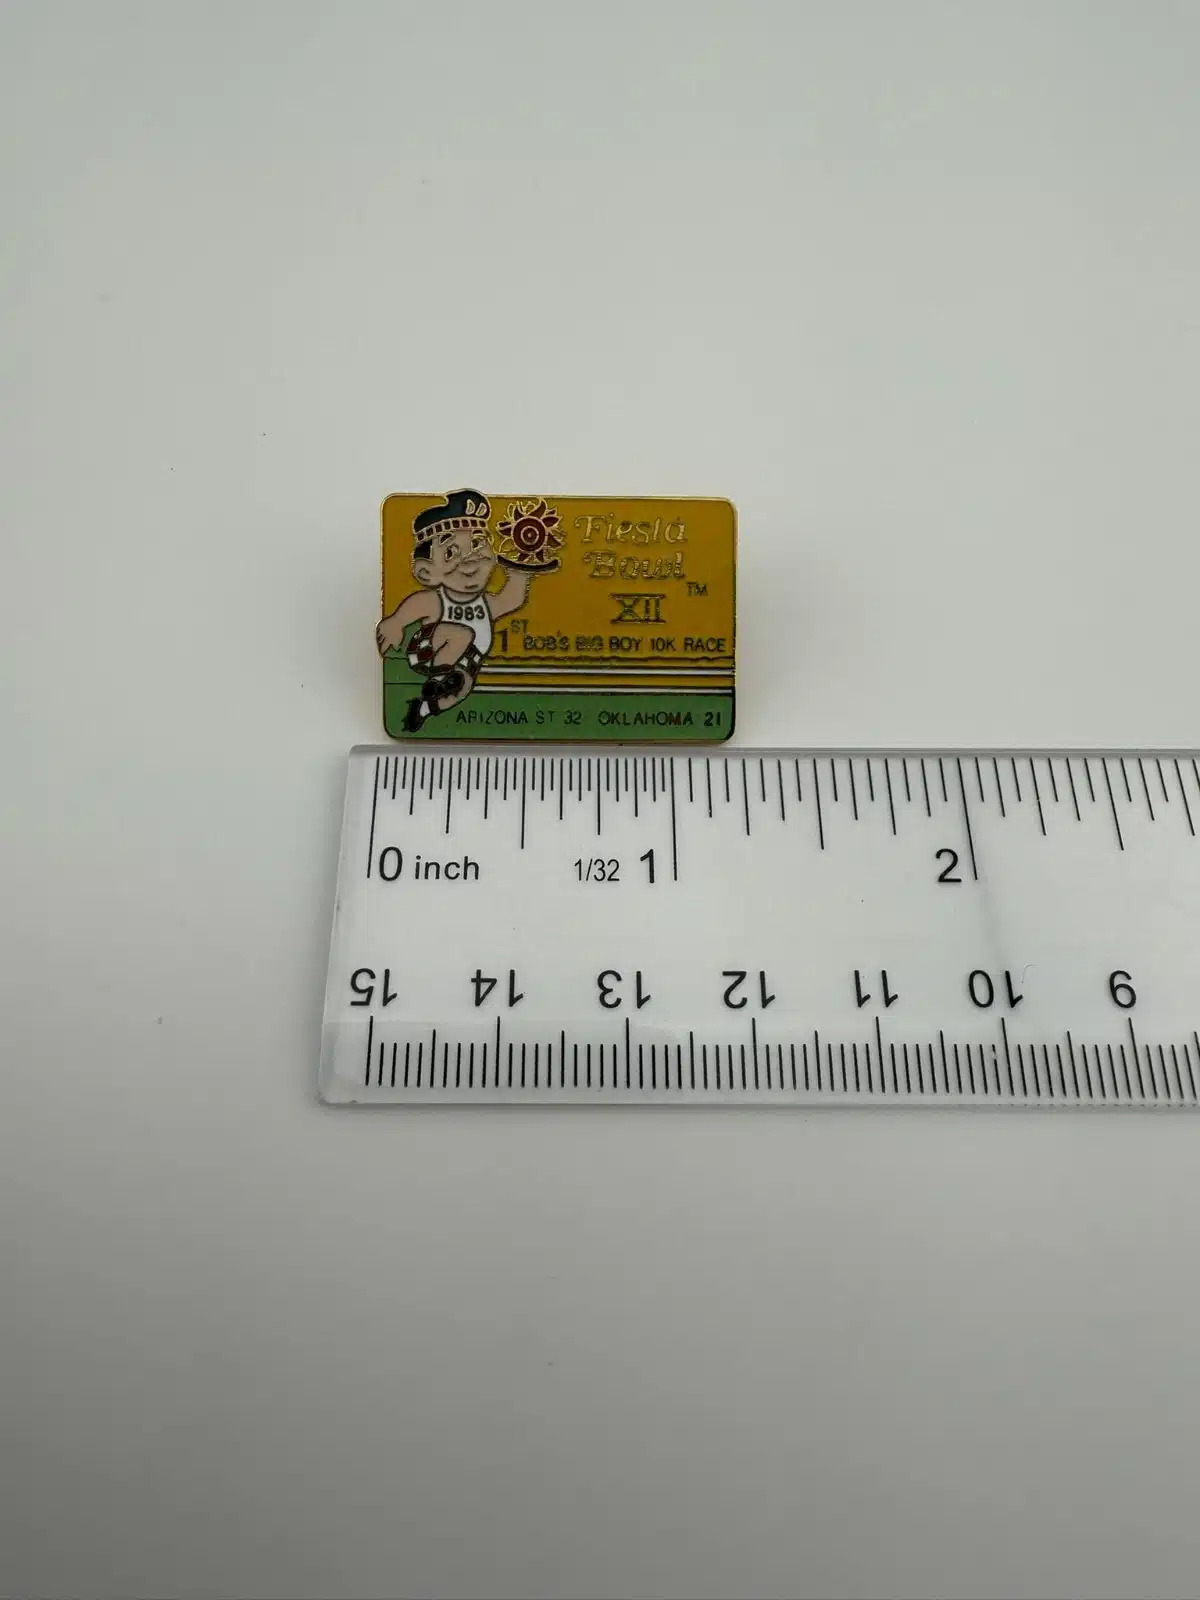 Fiesta
Bowl
TM
XII
1983
1ST BOB'S BIG BOY 10K RACE
ARIZONA ST 32 OKLAHOMA 21
0 inch 1/32 1 2
15 14 13 12 11 10 9